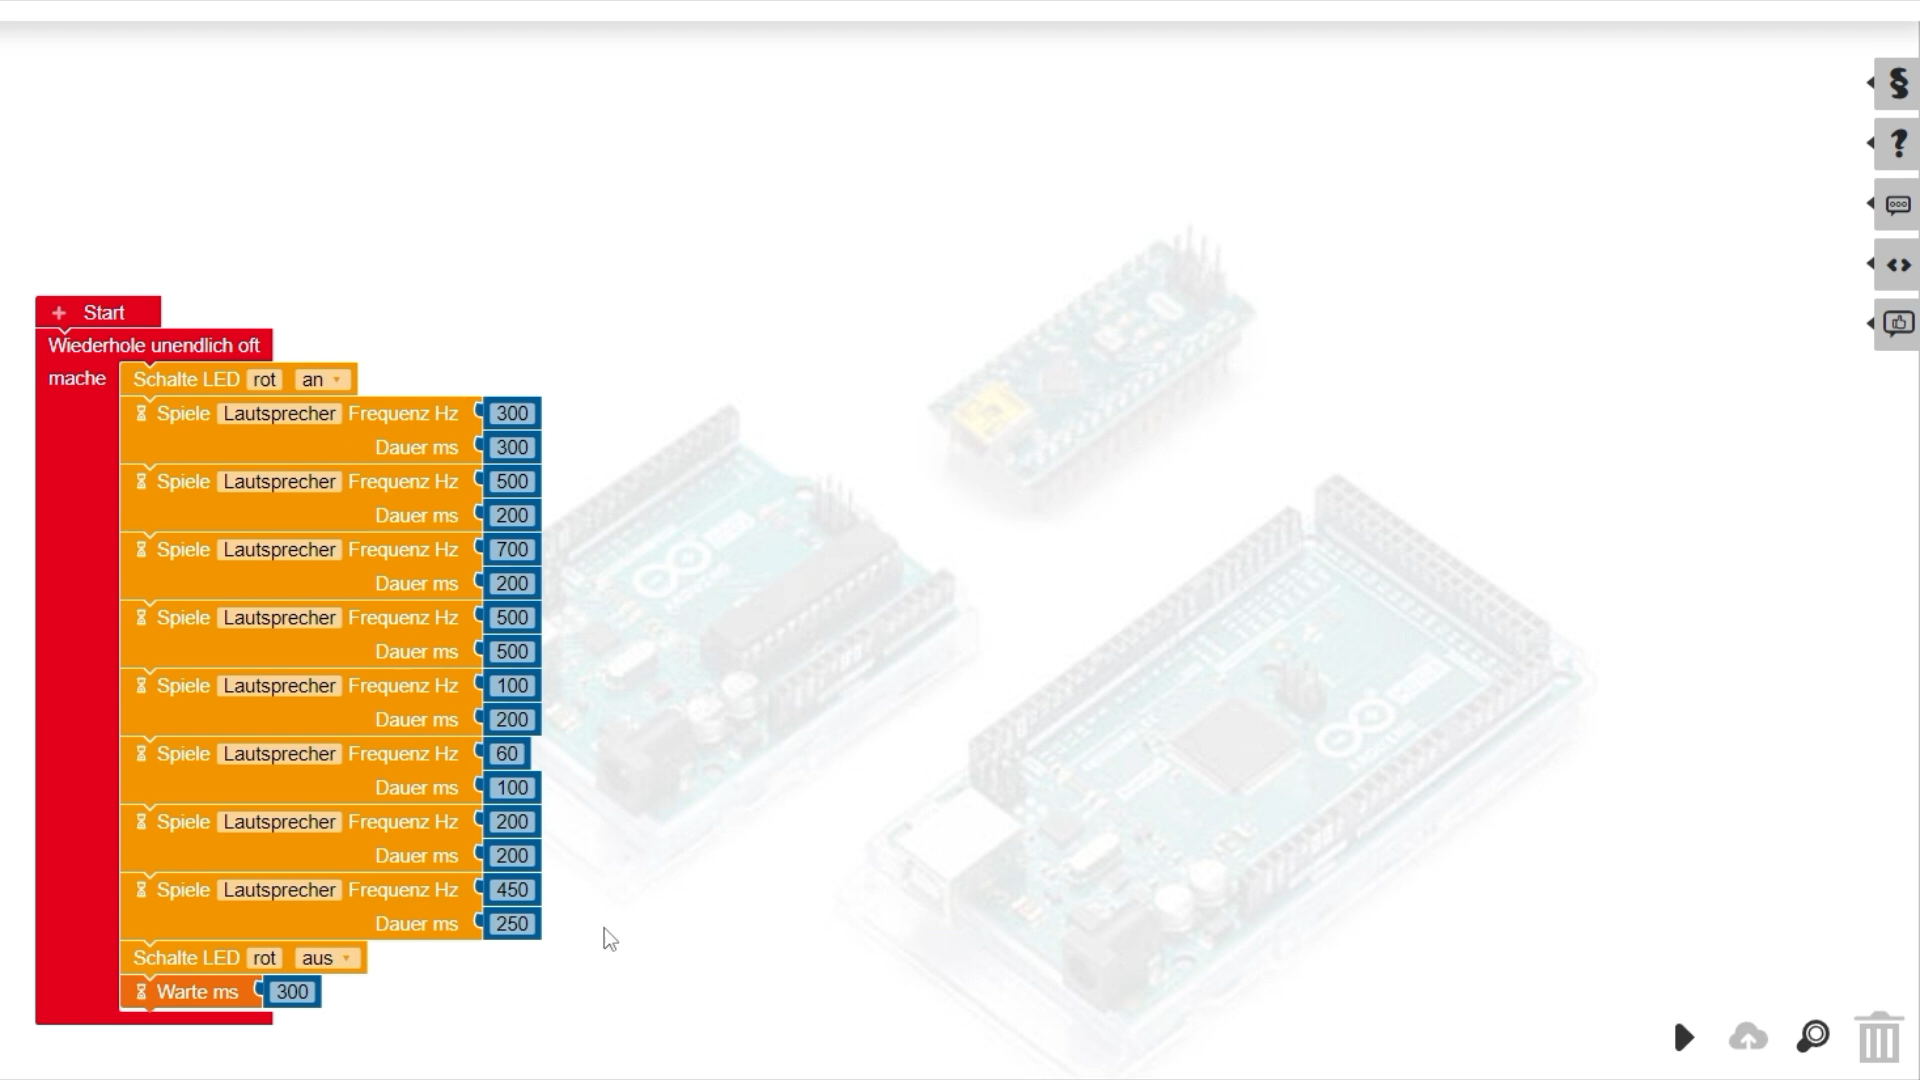 + Start
Wiederhole unendlich oft
mache
Schalte LED rot an
Spiele Lautsprecher Frequenz Hz 300
Dauer ms 300
Spiele Lautsprecher Frequenz Hz 500
Dauer ms 200
Spiele Lautsprecher Frequenz Hz 700
Dauer ms 200
Spiele Lautsprecher Frequenz Hz 500
Dauer ms 500
Spiele Lautsprecher Frequenz Hz 100
Dauer ms 200
Spiele Lautsprecher Frequenz Hz 60
Dauer ms 100
Spiele Lautsprecher Frequenz Hz 200
Dauer ms 200
Spiele Lautsprecher Frequenz Hz 450
Dauer ms 250
Schalte LED rot aus
Warte ms 300
§
?